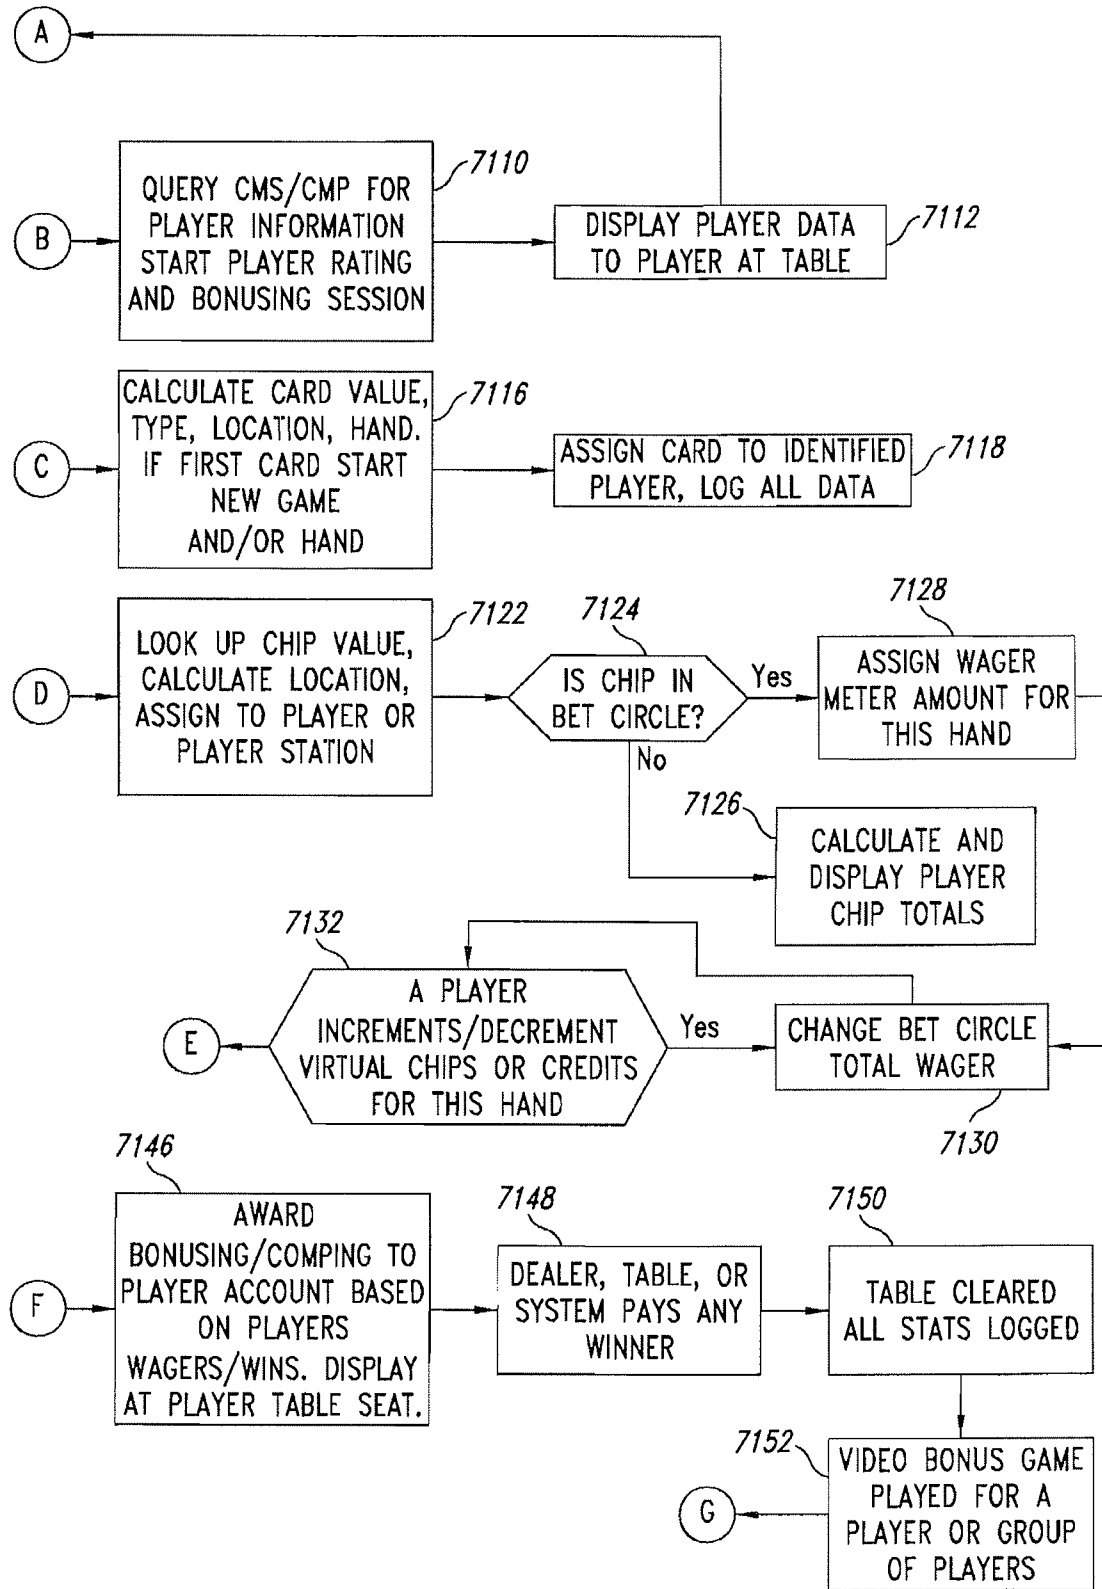 A
B
QUERY CMS/CMP FOR
PLAYER INFORMATION
START PLAYER RATING
AND BONUSING SESSION
7110
DISPLAY PLAYER DATA
TO PLAYER AT TABLE
7112
C
CALCULATE CARD VALUE,
TYPE, LOCATION, HAND.
IF FIRST CARD START
NEW GAME
AND/OR HAND
7116
ASSIGN CARD TO IDENTIFIED
PLAYER, LOG ALL DATA
7118
D
LOOK UP CHIP VALUE,
CALCULATE LOCATION,
ASSIGN TO PLAYER OR
PLAYER STATION
7122
7124
IS CHIP IN
BET CIRCLE?
Yes
No
7128
ASSIGN WAGER
METER AMOUNT FOR
THIS HAND
7126
CALCULATE AND
DISPLAY PLAYER
CHIP TOTALS
7132
E
A PLAYER
INCREMENTS/DECREMENT
VIRTUAL CHIPS OR CREDITS
FOR THIS HAND
Yes
CHANGE BET CIRCLE
TOTAL WAGER
7130
7146
F
AWARD
BONUSING/COMPING TO
PLAYER ACCOUNT BASED
ON PLAYERS
WAGERS/WINS. DISPLAY
AT PLAYER TABLE SEAT.
7148
DEALER, TABLE, OR
SYSTEM PAYS ANY
WINNER
7150
TABLE CLEARED
ALL STATS LOGGED
7152
G
VIDEO BONUS GAME
PLAYED FOR A
PLAYER OR GROUP
OF PLAYERS